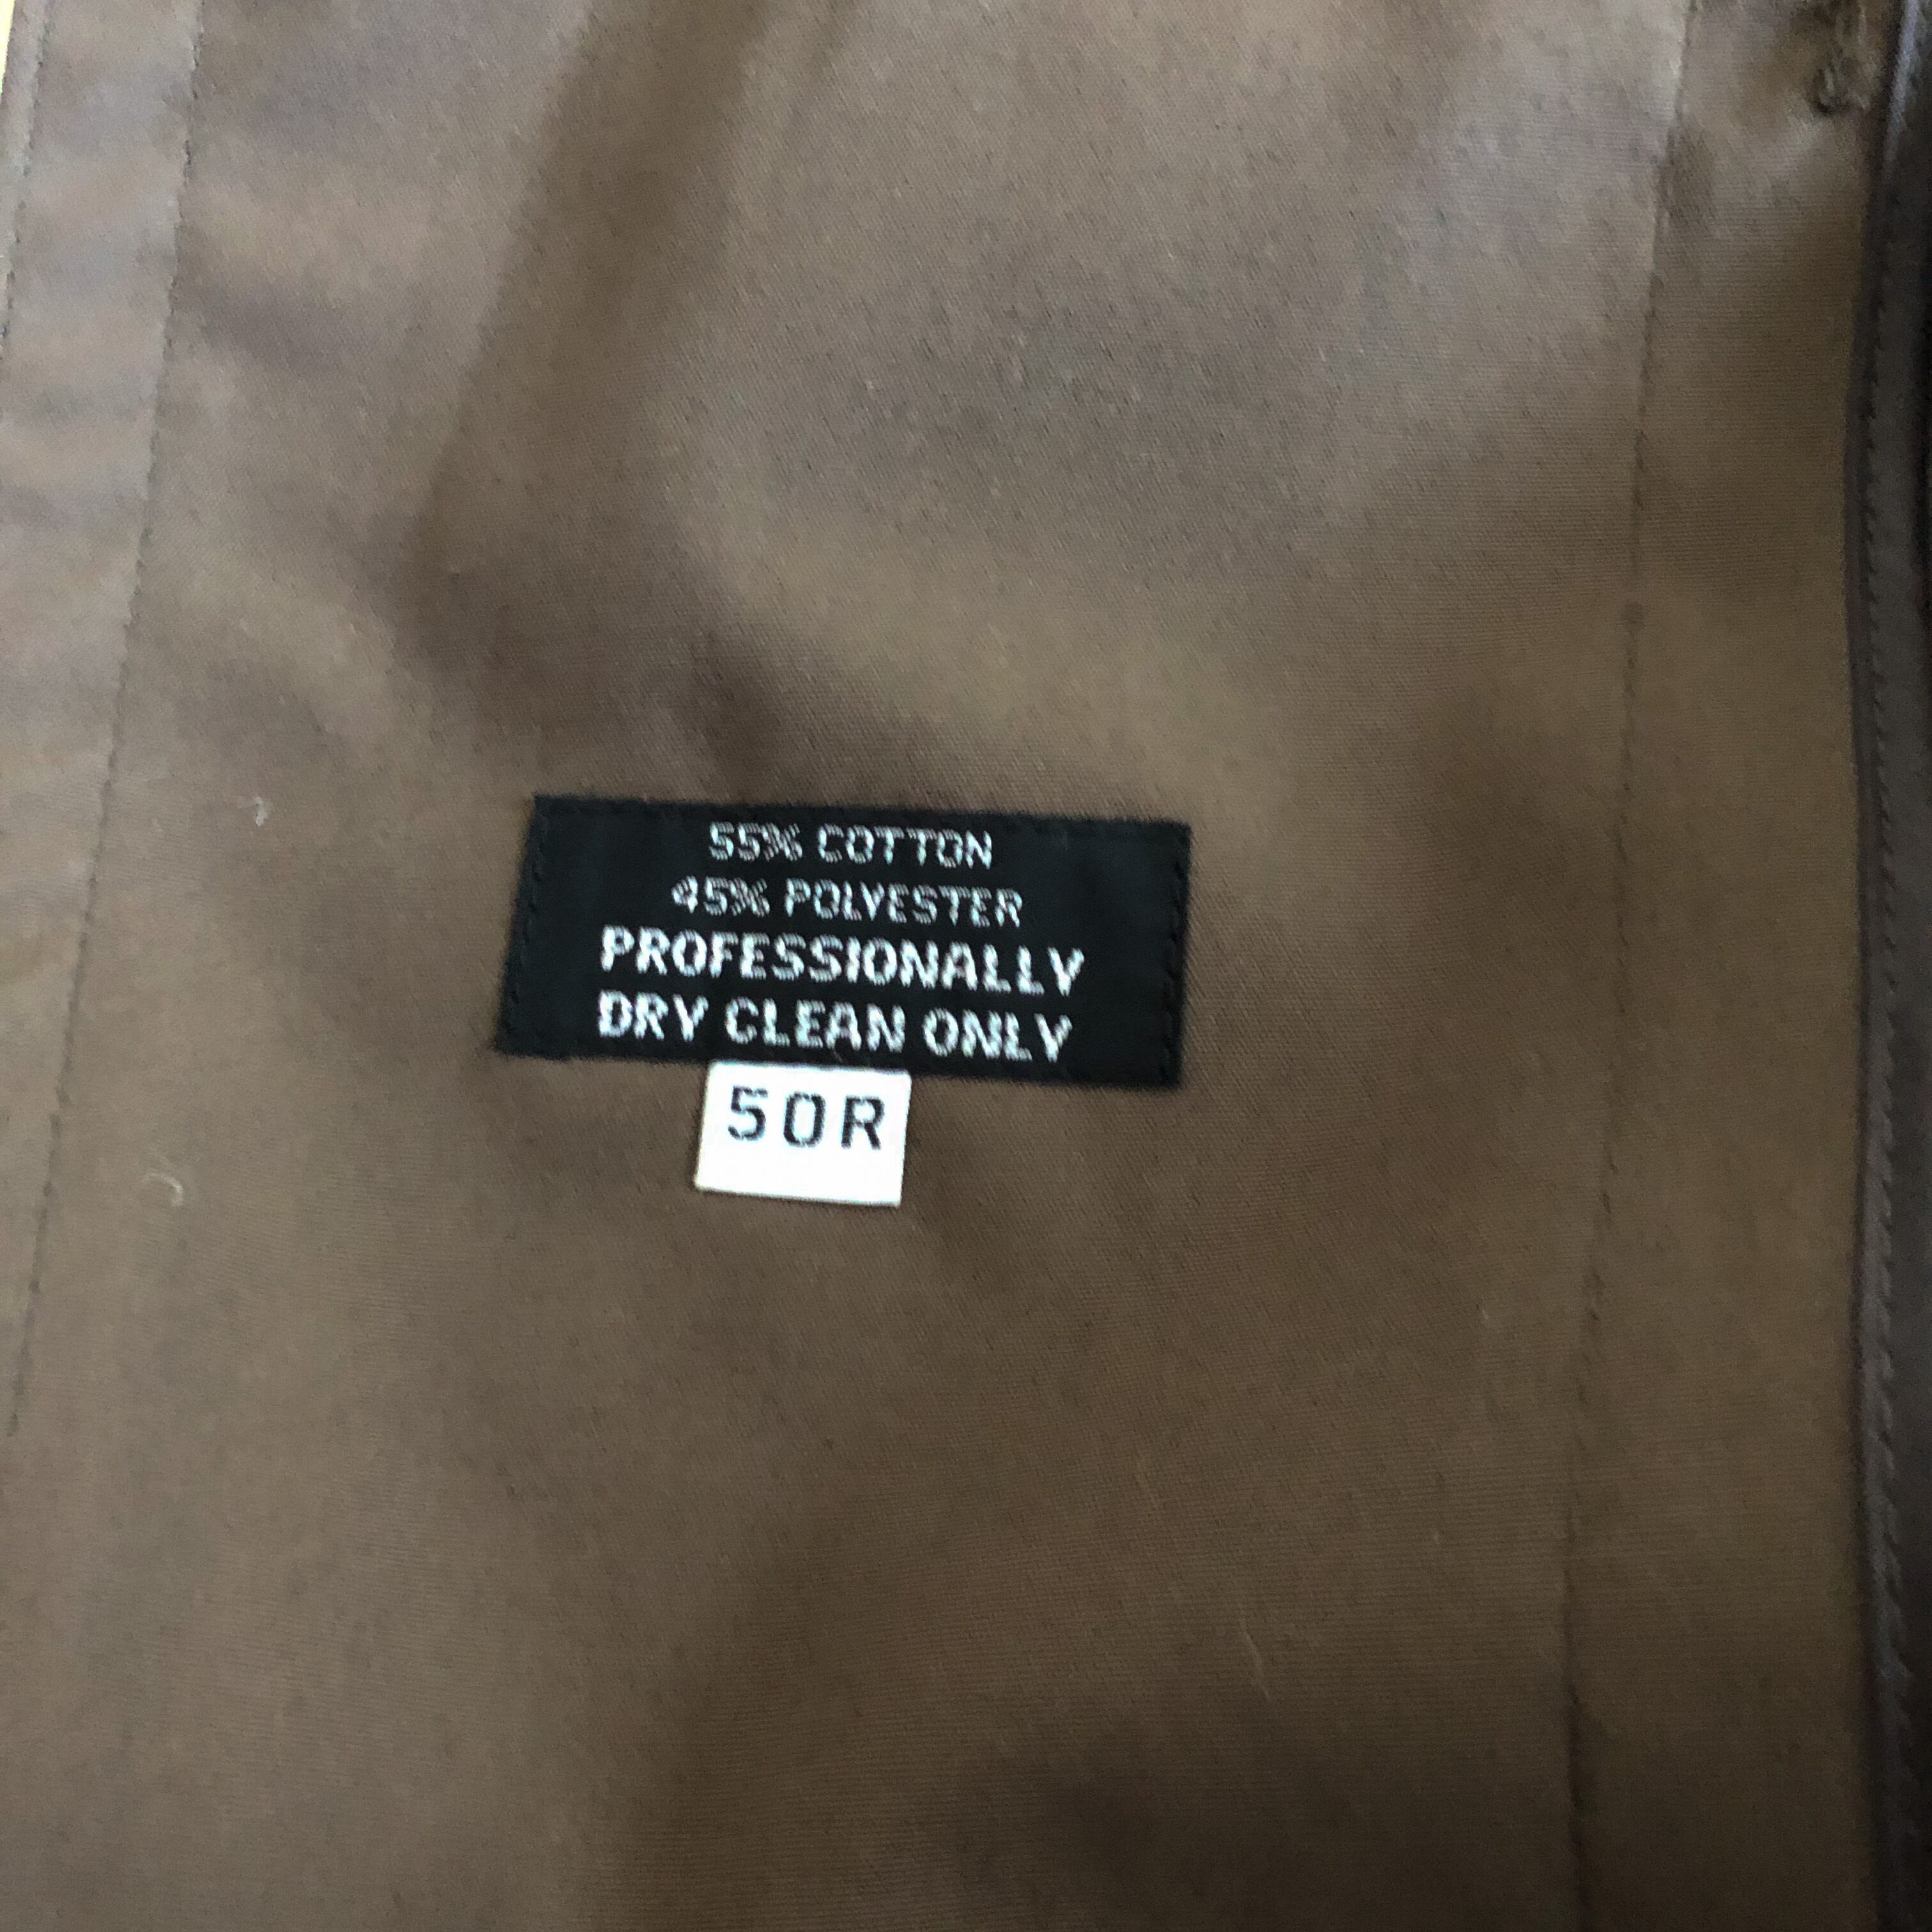 55% COTTON
45% POLYESTER
PROFESSIONALLY
DRY CLEAN ONLY
50R